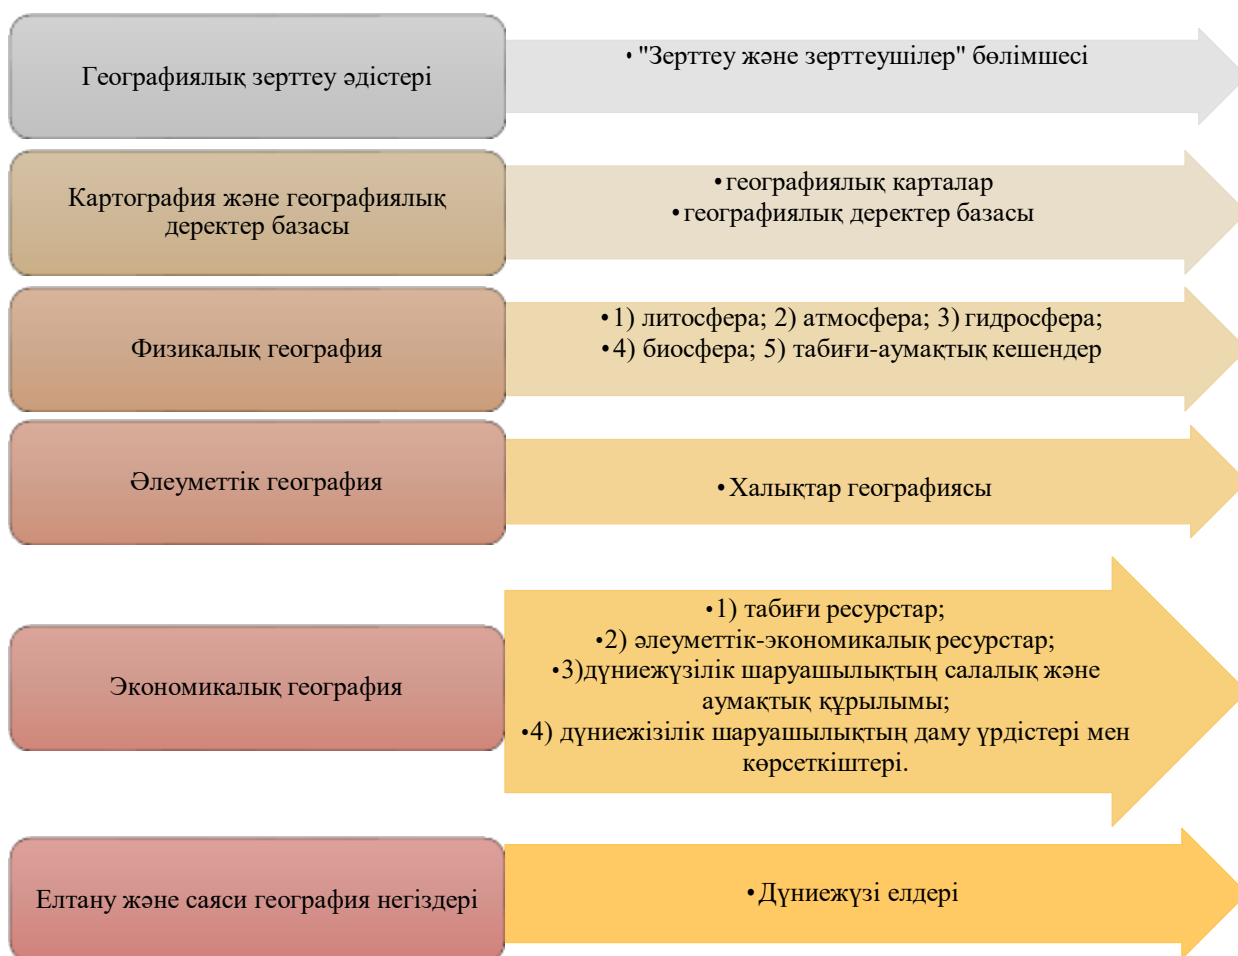 Географиялық зерттеу әдістері
• "Зерттеу және зерттеушілер" бөлімшесі
Картография және географиялық
деректер базасы
• географиялық карталар
• географиялық деректер базасы
Физикалық география
• 1) литосфера; 2) атмосфера; 3) гидросфера;
• 4) биосфера; 5) табиғи-аумақтық кешендер
Әлеуметтік география
• Халықтар географиясы
Экономикалық география
•1) табиғи ресурстар;
•2) әлеуметтік-экономикалық ресурстар;
•3)дүниежүзілік шаруашылықтың салалық және
аумақтық құрылымы;
•4) дүниежізілік шаруашылықтың даму үрдістері мен
көрсеткіштері.
Елтану және саяси география негіздері
• Дүниежүзі елдері